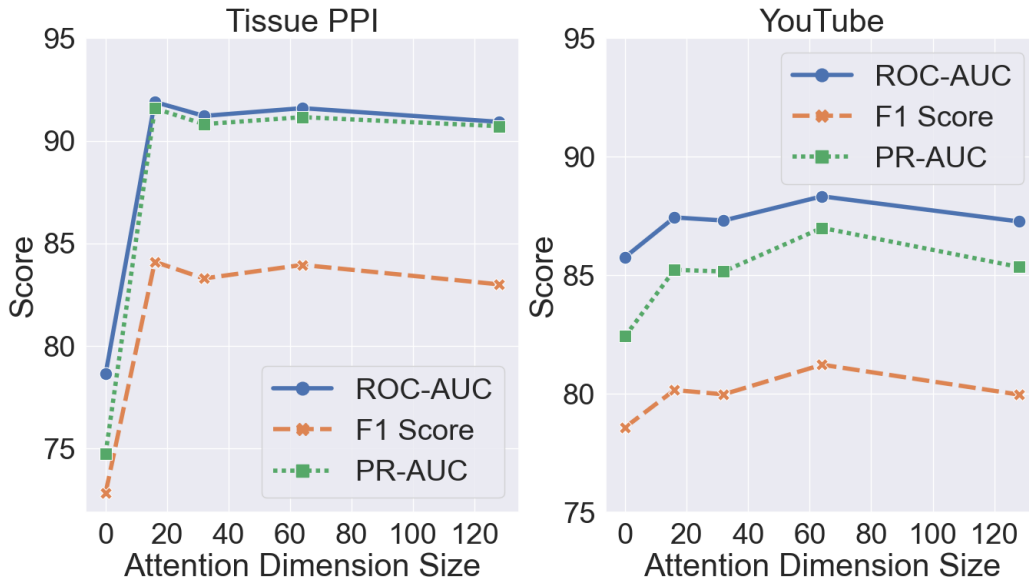 Tissue PPI
95
90
85
80
75
Score
ROC-AUC
F1 Score
PR-AUC
0 20 40 60 80 100 120
Attention Dimension Size
YouTube
95
90
85
80
75
Score
ROC-AUC
F1 Score
PR-AUC
0 20 40 60 80 100 120
Attention Dimension Size